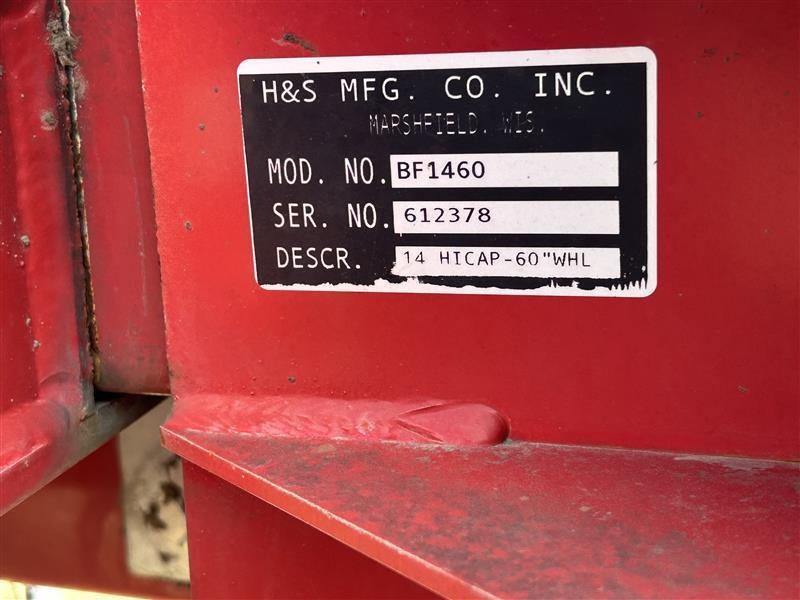 H&S MFG. CO. INC.
MARSHFIELD. WIS.
MOD. NO. BF1460
SER. NO. 612378
DESCR. 14 HICAP-60"WHL